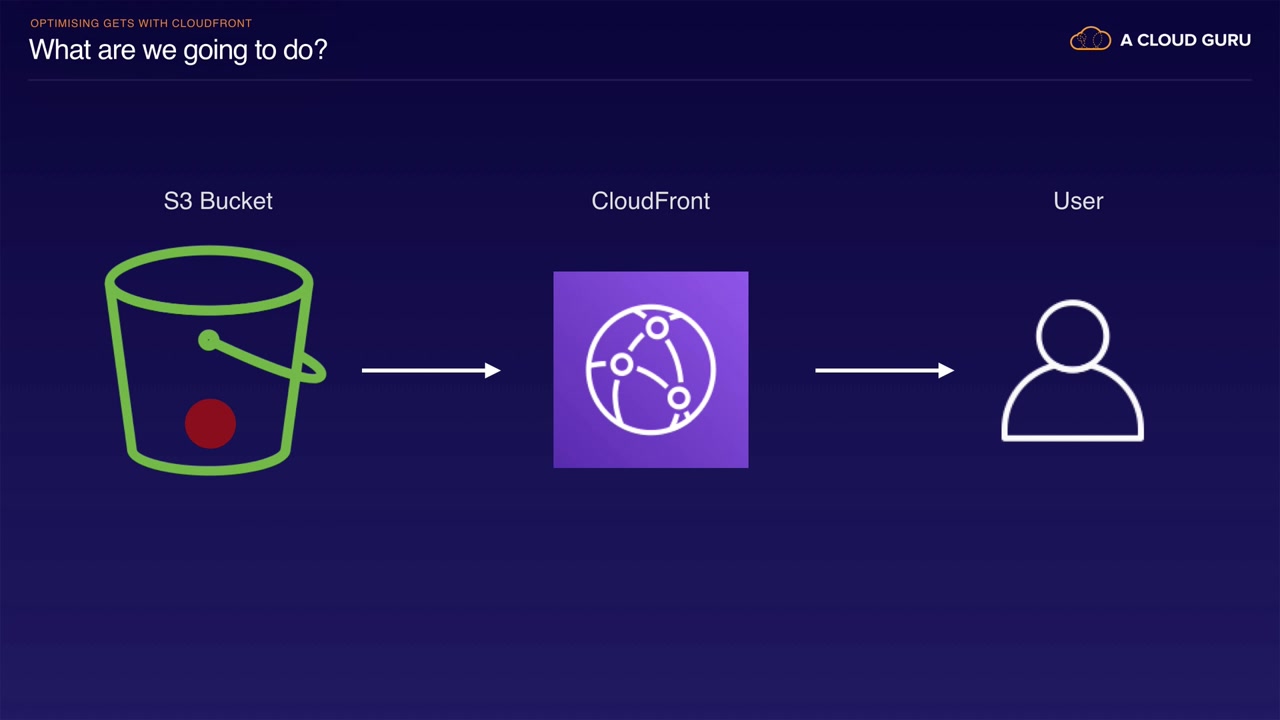 OPTIMISING GETS WITH CLOUDFRONT
What are we going to do?
A CLOUD GURU
S3 Bucket
CloudFront
User